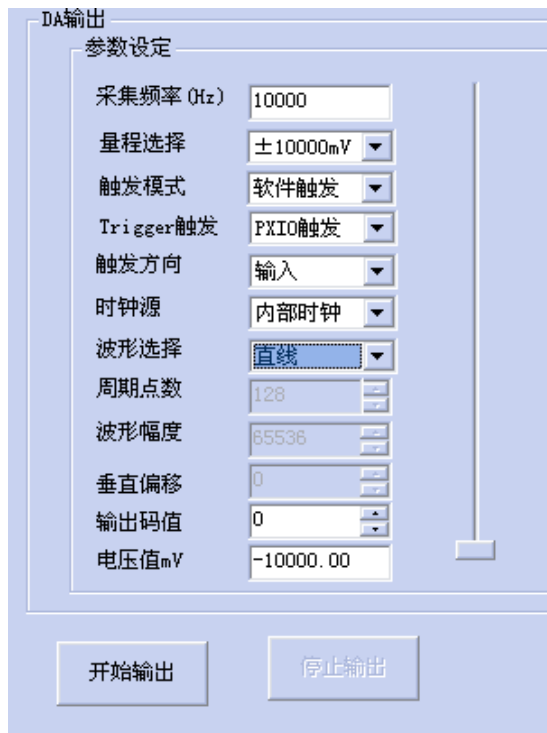 DA输出
参数设定
采集频率(Hz) 10000
量程选择 ±10000mV
触发模式 软件触发
Trigger触发 PXI0触发
触发方向 输入
时钟源 内部时钟
波形选择 直线
周期点数 128
波形幅度 65536
垂直偏移 0
输出码值 0
电压值mV -10000.00
开始输出 停止输出